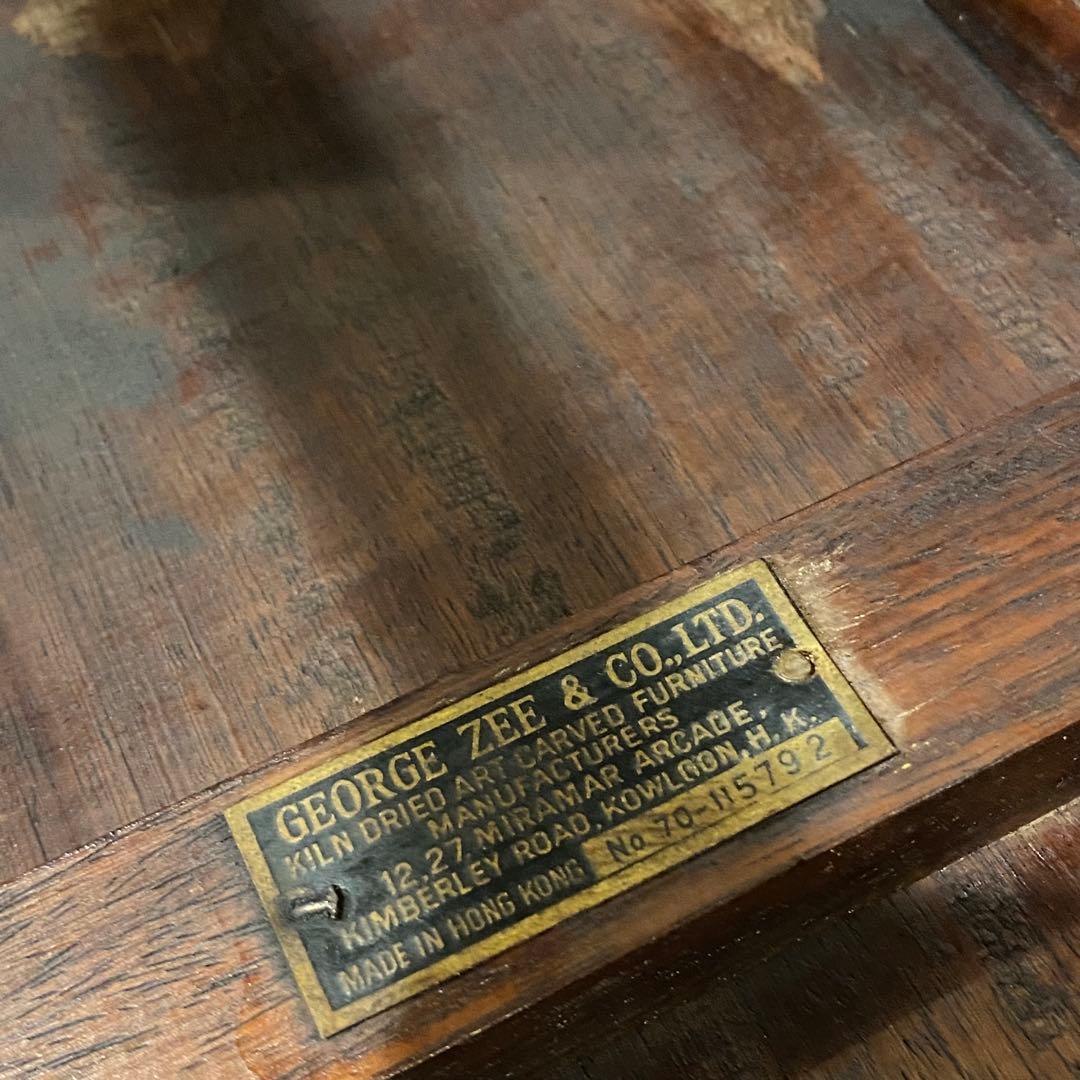 GEORGE ZEE & CO., LTD.
KILN DRIED ART CARVED FURNITURE
MANUFACTURERS
12, 27, MIRAMAR ARCADE,
KIMBERLEY ROAD, KOWLOON, H. K.
MADE IN HONG KONG No 70-115792